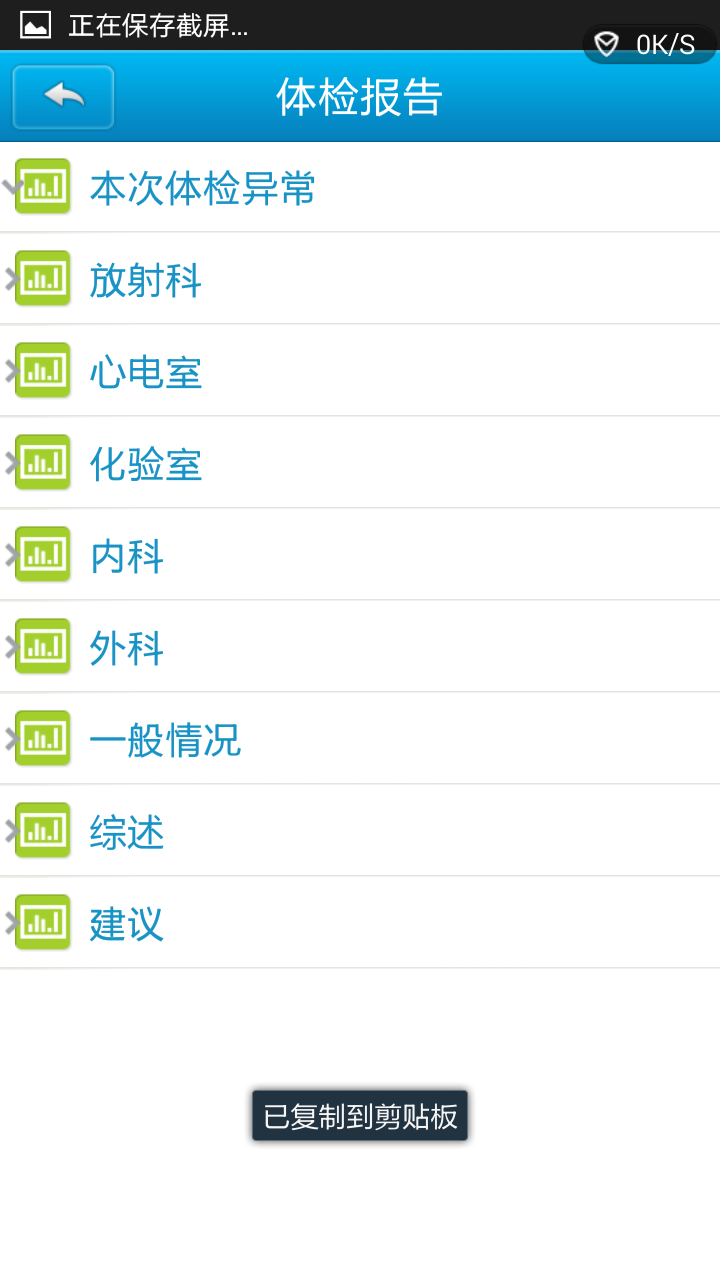 正在保存截屏...
0K/S
体检报告
本次体检异常
放射科
心电室
化验室
内科
外科
一般情况
综述
建议
已复制到剪贴板